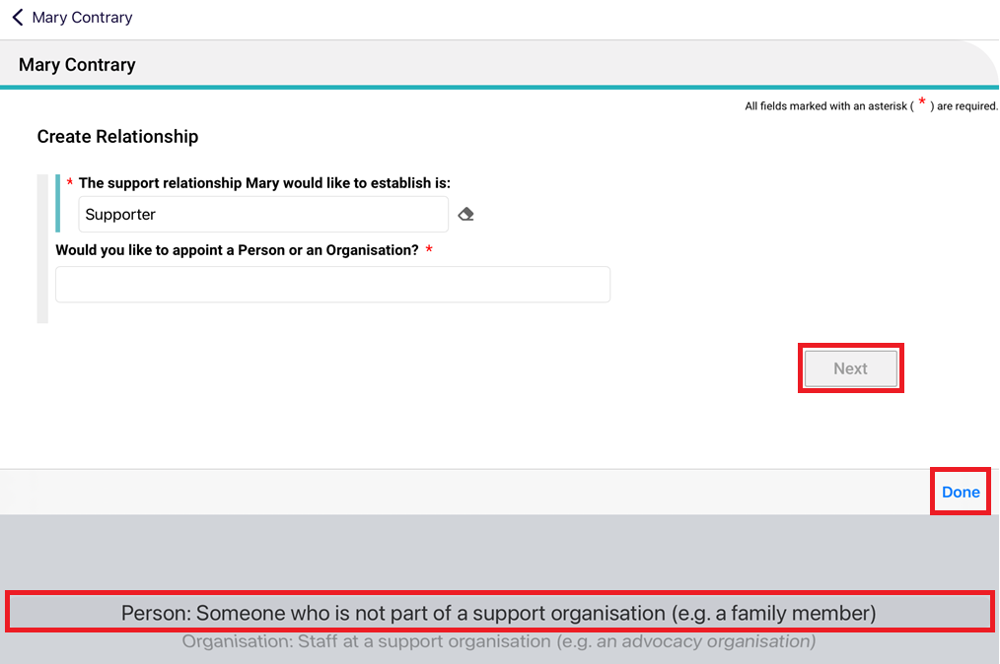 Mary Contrary
Mary Contrary
All fields marked with an asterisk ( * ) are required.
Create Relationship
* The support relationship Mary would like to establish is:
Supporter
Would you like to appoint a Person or an Organisation? *
Next
Done
Person: Someone who is not part of a support organisation (e.g. a family member)
Organisation: Staff at a support organisation (e.g. an advocacy organisation)